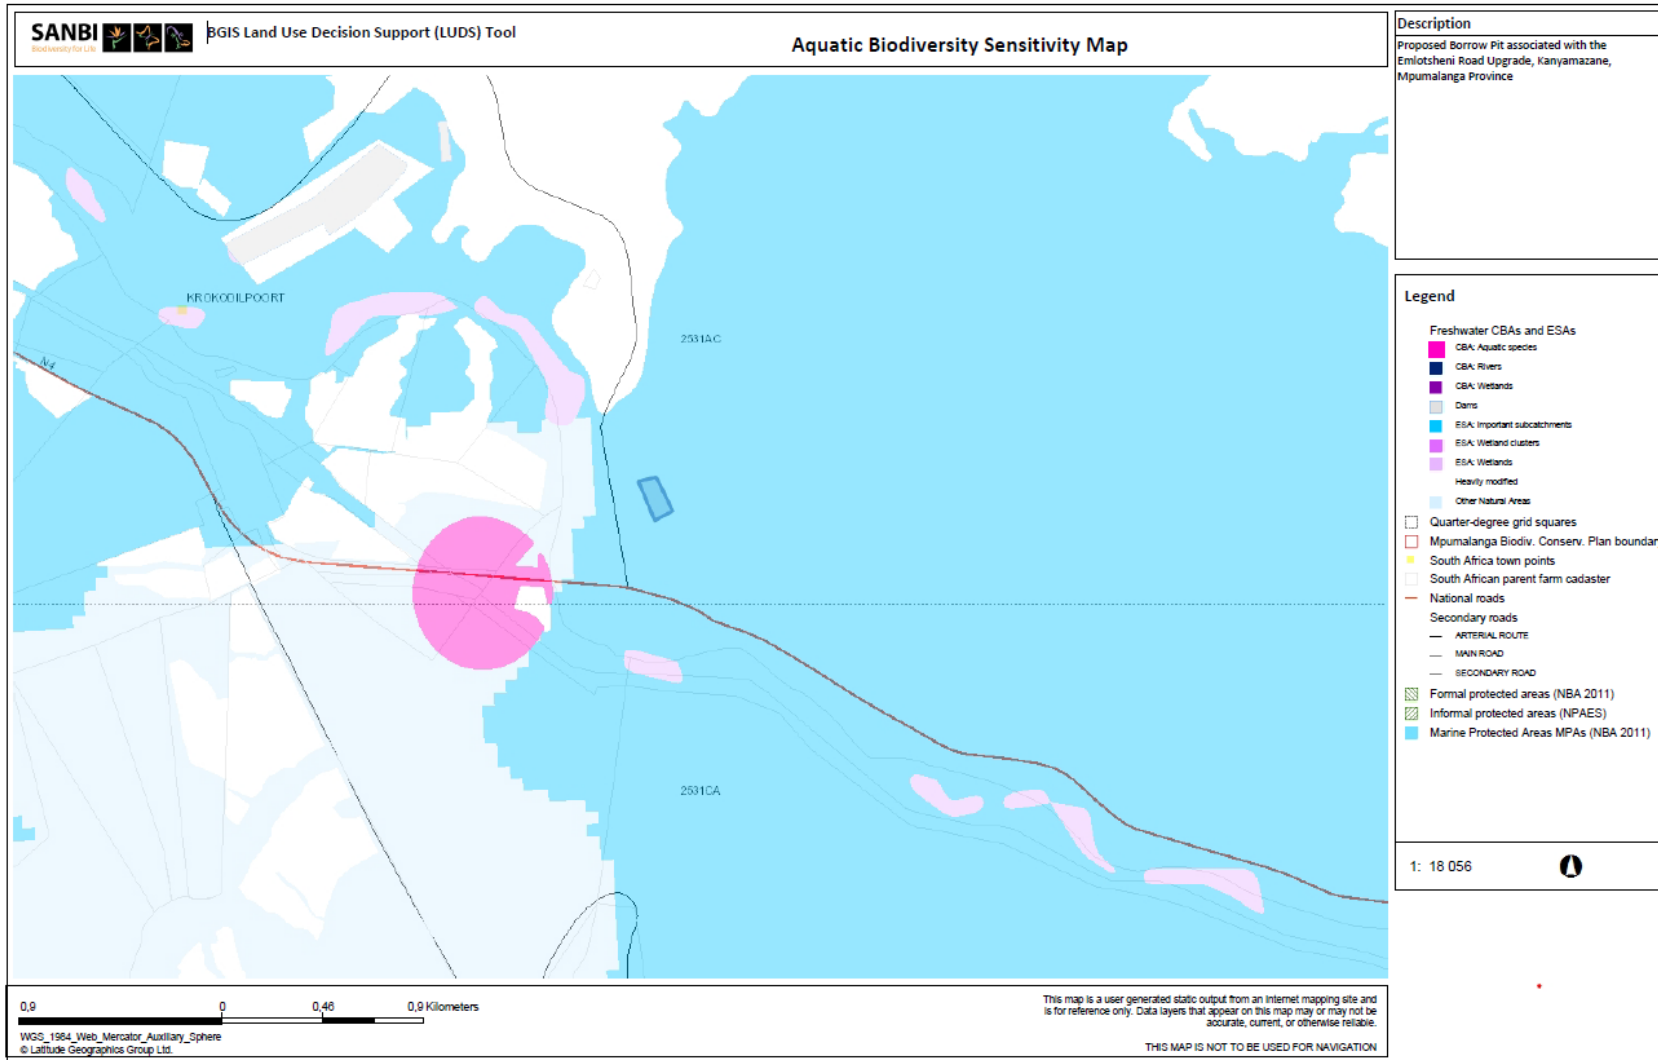 SANBI
Biodiversity for Life
BGIS Land Use Decision Support (LUDS) Tool
Aquatic Biodiversity Sensitivity Map
Description
Proposed Borrow Pit associated with the
Emlotsheni Road Upgrade, Kanyamazane,
Mpumalanga Province
KROKODILPOORT
N4
2531AC
2531CA
Legend
Freshwater CBAs and ESAs
CBA: Aquatic species
CBA: Rivers
CBA: Wetlands
Dams
ESA: Important subcatchments
ESA: Wetland clusters
ESA: Wetlands
Heavily modified
Other Natural Areas
Quarter-degree grid squares
Mpumalanga Biodiv. Conserv. Plan boundar
South Africa town points
South African parent farm cadaster
National roads
Secondary roads
ARTERIAL ROUTE
MAIN ROAD
SECONDARY ROAD
Formal protected areas (NBA 2011)
Informal protected areas (NPAES)
Marine Protected Areas MPAs (NBA 2011)
1: 18 056
0,9 0 0,46 0,9 Kilometers
WGS_1984_Web_Mercator_Auxiliary_Sphere
© Latitude Geographics Group Ltd.
This map is a user generated static output from an Internet mapping site and
is for reference only. Data layers that appear on this map may or may not be
accurate, current, or otherwise reliable.
THIS MAP IS NOT TO BE USED FOR NAVIGATION